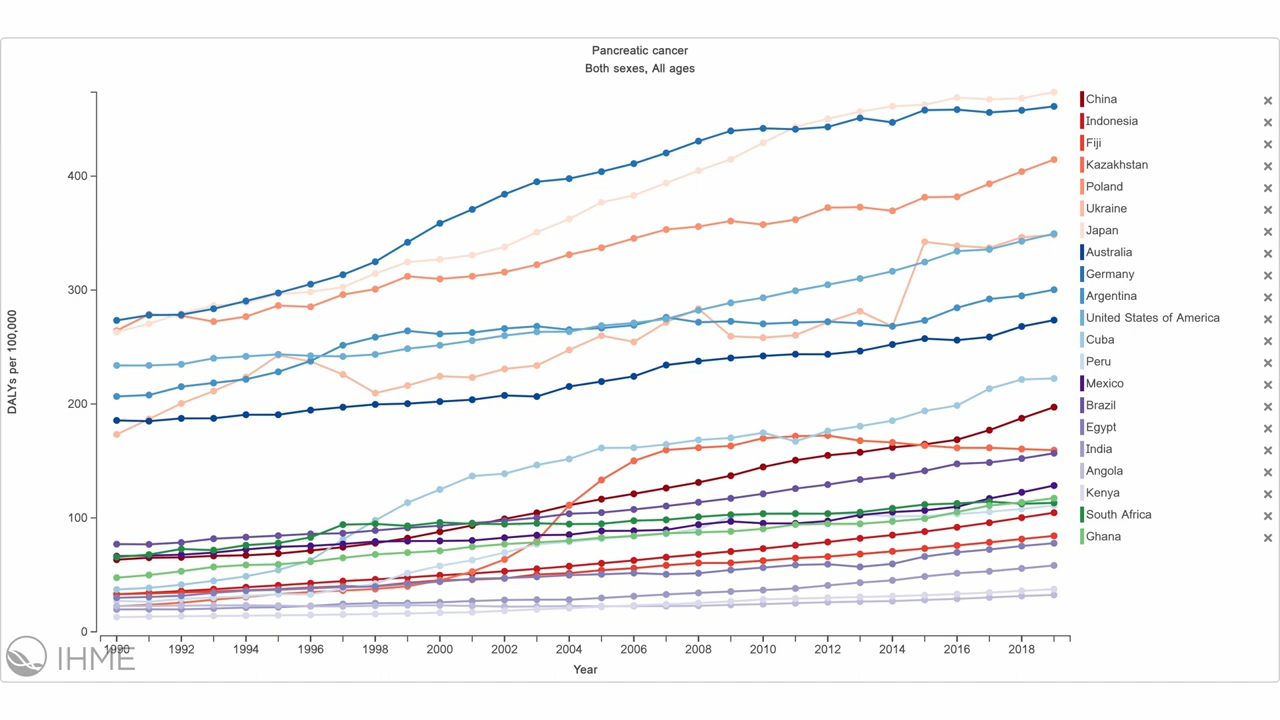 Pancreatic cancer
Both sexes, All ages
DALYs per 100,000
400
300
200
100
0
1990 1992 1994 1996 1998 2000 2002 2004 2006 2008 2010 2012 2014 2016 2018
Year
China
Indonesia
Fiji
Kazakhstan
Poland
Ukraine
Japan
Australia
Germany
Argentina
United States of America
Cuba
Peru
Mexico
Brazil
Egypt
India
Angola
Kenya
South Africa
Ghana
IHME